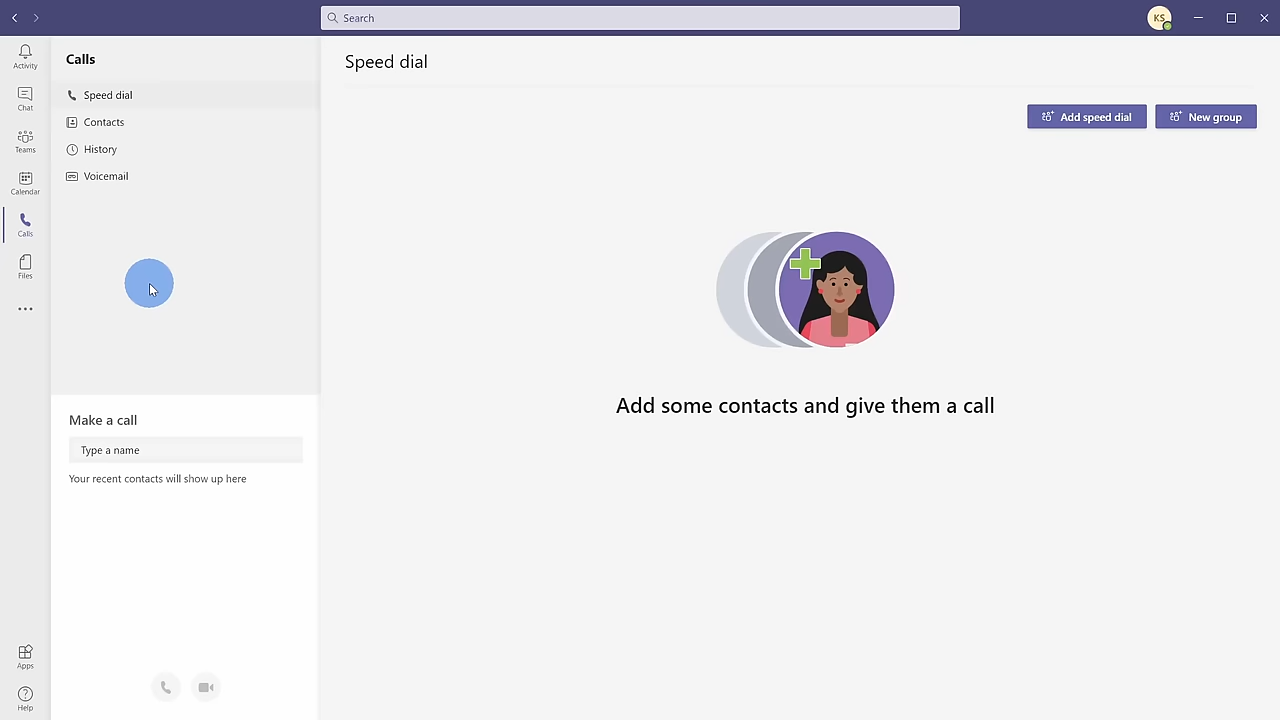 Search
KS
Activity
Chat
Teams
Calendar
Calls
Files
Apps
Help
Calls
Speed dial
Contacts
History
Voicemail
Make a call
Type a name
Your recent contacts will show up here
Speed dial
Add speed dial
New group
Add some contacts and give them a call